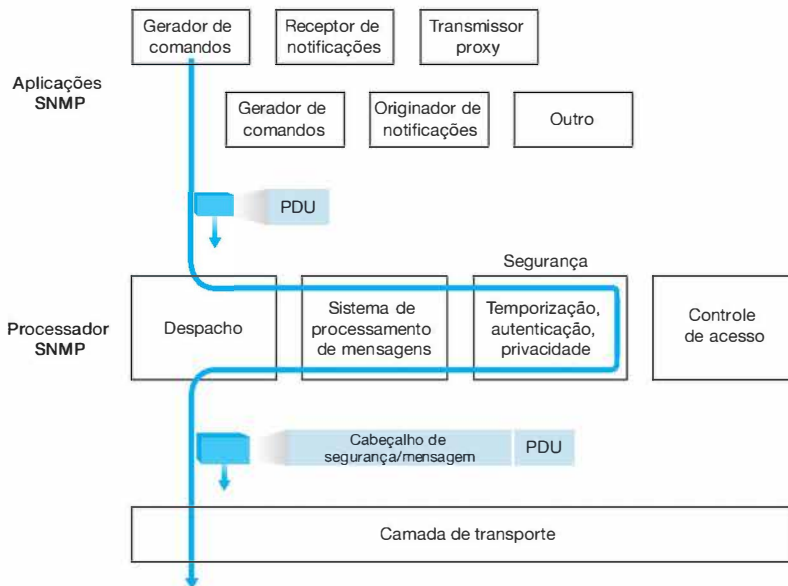 Gerador de
comandos
Receptor de
notificações
Transmissor
proxy
Aplicações
SNMP
Gerador de
comandos
Originador de
notificações
Outro
PDU
Segurança
Processador
SNMP
Despacho
Sistema de
processamento
de mensagens
Temporização,
autenticação,
privacidade
Controle
de acesso
Cabeçalho de
segurança/mensagem
PDU
Camada de transporte